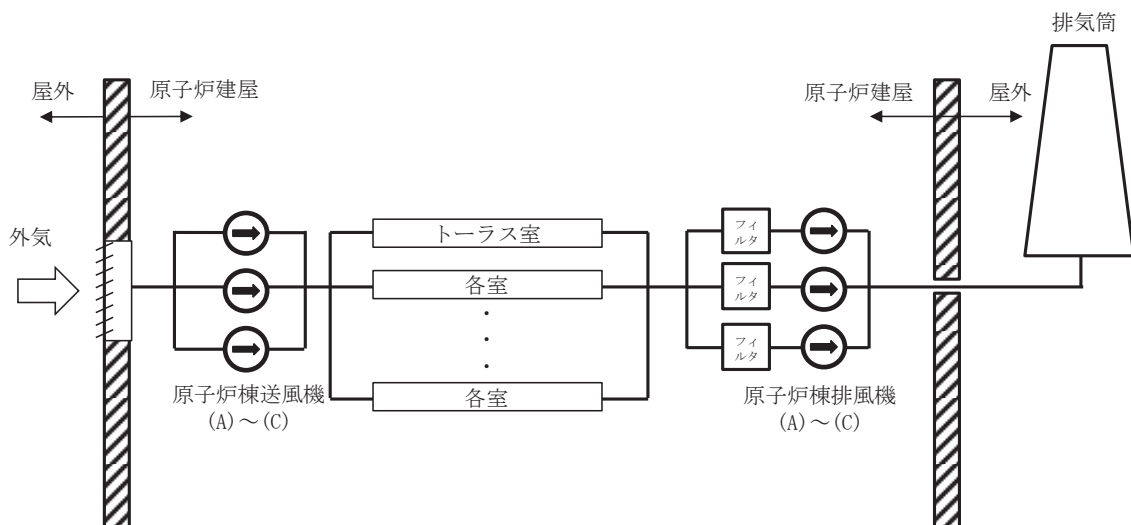 排気筒
屋外
原子炉建屋
原子炉建屋
屋外
外気
トーラス室
各室
・
・
・
各室
フィ
ルタ
フィ
ルタ
フィ
ルタ
原子炉棟送風機
(A)～(C)
原子炉棟排風機
(A)～(C)